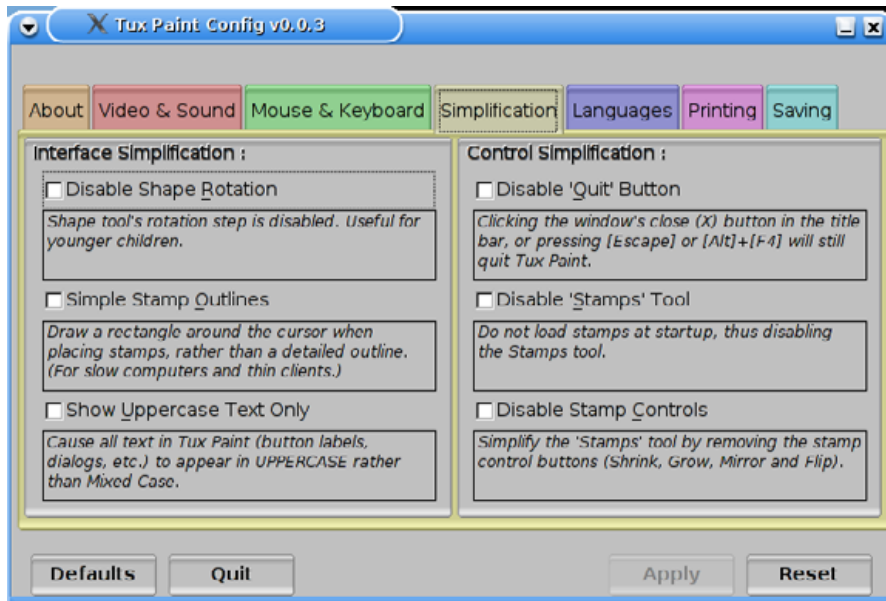 Tux Paint Config v0.0.3
About Video & Sound Mouse & Keyboard Simplification Languages Printing Saving
Interface Simplification :
Disable Shape Rotation
Shape tool's rotation step is disabled. Useful for
younger children.
Simple Stamp Outlines
Draw a rectangle around the cursor when
placing stamps, rather than a detailed outline.
(For slow computers and thin clients.)
Show Uppercase Text Only
Cause all text in Tux Paint (button labels,
dialogs, etc.) to appear in UPPERCASE rather
than Mixed Case.
Control Simplification :
Disable 'Quit' Button
Clicking the window's close (X) button in the title
bar, or pressing [Escape] or [Alt]+[F4] will still
quit Tux Paint.
Disable 'Stamps' Tool
Do not load stamps at startup, thus disabling
the Stamps tool.
Disable Stamp Controls
Simplify the 'Stamps' tool by removing the stamp
control buttons (Shrink, Grow, Mirror and Flip).
Defaults Quit Apply Reset